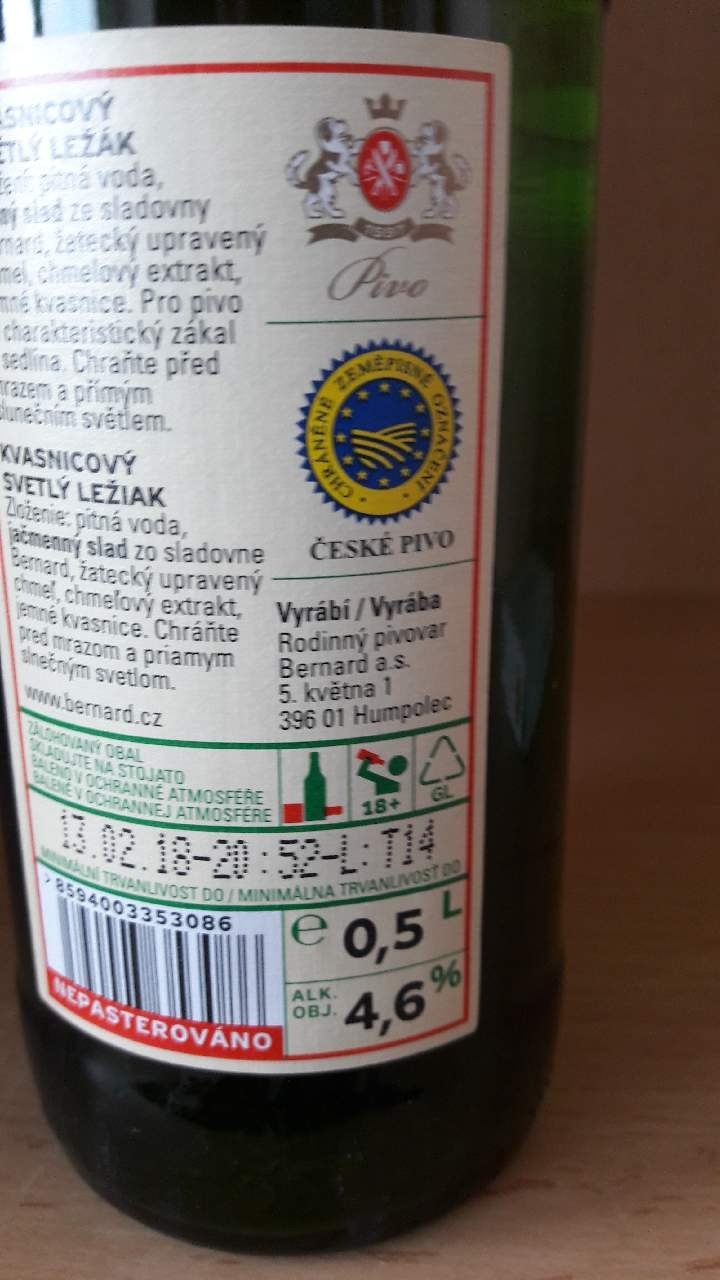 KVASNICOVÝ
SVĚTLÝ LEŽÁK
pitná voda,
slad ze sladovny
žatecký upravený
chmelový extrakt,
kvasnice. Pro pivo
charakteristický zákal
sedlina. Chraňte před
mrazem a přímým
slunečním světlem.
KVASNICOVÝ
SVETLÝ LEŽIAK
Zloženie: pitná voda,
jačmenný slad zo sladovne
Bernard, žatecký upravený
chmeľ, chmeľový extrakt,
jemné kvasnice. Chráňte
pred mrazom a priamym
slnečným svetlom.
www.bernard.cz
Pivo
CHRÁNĚNÉ ZEMĚPISNÉ OZNAČENÍ
ČESKÉ PIVO
Vyrábí / Vyrába
Rodinný pivovar
Bernard a.s.
5. května 1
396 01 Humpolec
ZÁLOHOVANÝ OBAL
SKLADUJTE NA STOJATO
BALENO V OCHRANNÉ ATMOSFÉŘE
BALENÉ V OCHRANNEJ ATMOSFÉRE
18+
GL
13.02.18-20:52-L:T14
MINIMÁLNÍ TRVANLIVOST DO / MINIMÁLNA TRVANLIVOSŤ DO
>8594003353086
NEPASTEROVÁNO
e 0,5 L
ALK.
OBJ. 4,6%